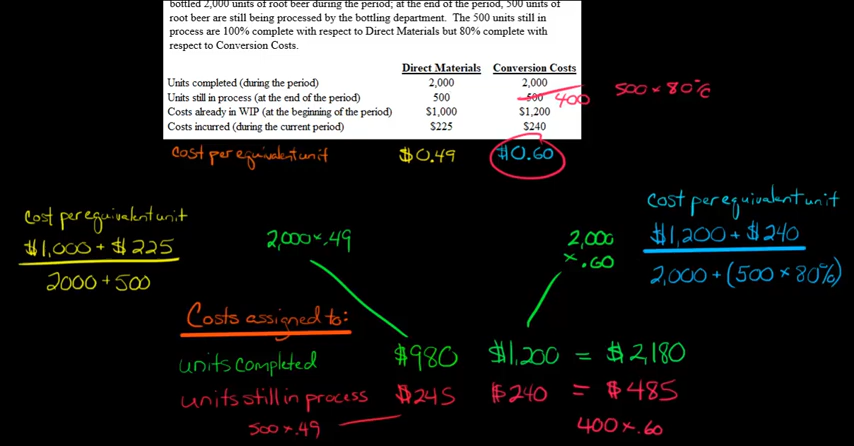 bottled 2,000 units of root beer during the period; at the end of the period, 500 units of
root beer are still being processed by the bottling department. The 500 units still in
process are 100% complete with respect to Direct Materials but 80% complete with
respect to Conversion Costs.
Direct Materials Conversion Costs
Units completed (during the period) 2,000 2,000
Units still in process (at the end of the period) 500 500 400 500 × 80%
Costs already in WIP (at the beginning of the period) $1,000 $1,200
Costs incurred (during the current period) $225 $240
cost per equivalent unit $0.49 $0.60
cost per equivalent unit
$1,000 + $225
2000 + 500
2,000 × .49
2,000
× .60
cost per equivalent unit
$1,200 + $240
2,000 + (500 × 80%)
Costs assigned to:
units completed $980 $1,200 = $2,180
units still in process $245 $240 = $485
500 × .49 400 × .60